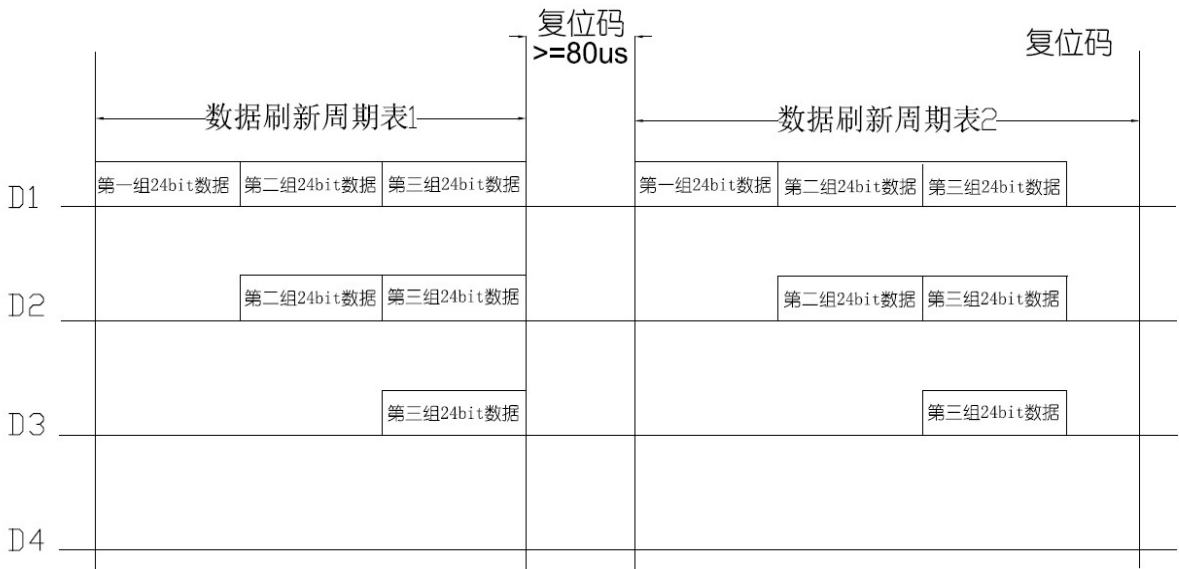 复位码
>=80us
复位码
数据刷新周期表1
数据刷新周期表2
D1
第一组24bit数据
第二组24bit数据
第三组24bit数据
第一组24bit数据
第二组24bit数据
第三组24bit数据
D2
第二组24bit数据
第三组24bit数据
第二组24bit数据
第三组24bit数据
D3
第三组24bit数据
第三组24bit数据
D4